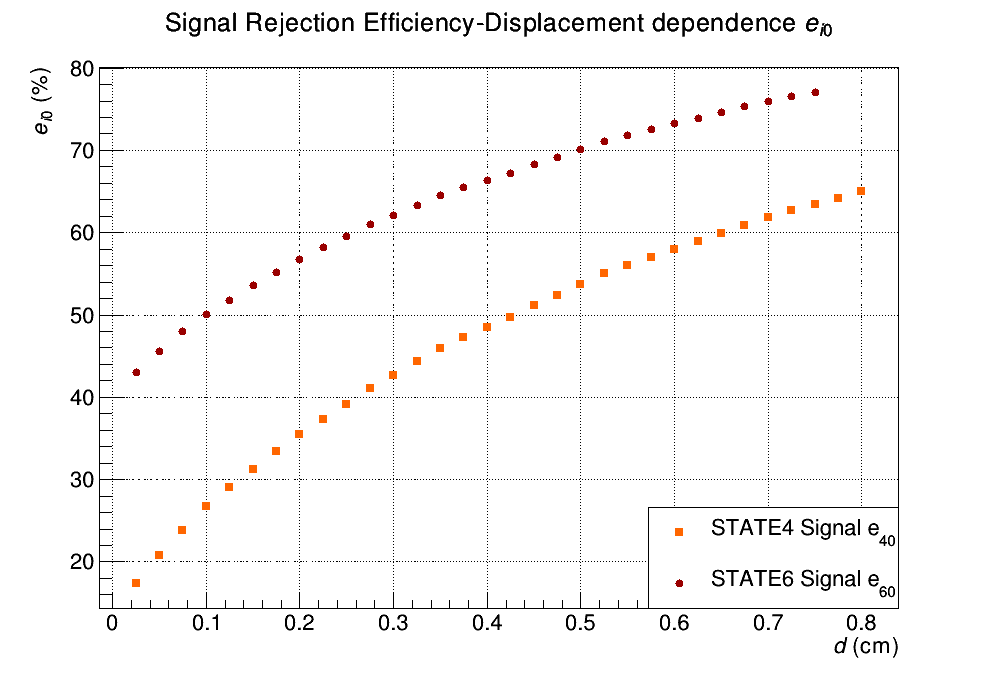 Signal Rejection Efficiency-Displacement dependence e_i0
e_i0 (%)
80
70
60
50
40
30
20
STATE4 Signal e_40
STATE6 Signal e_60
0 0.1 0.2 0.3 0.4 0.5 0.6 0.7 0.8
d (cm)